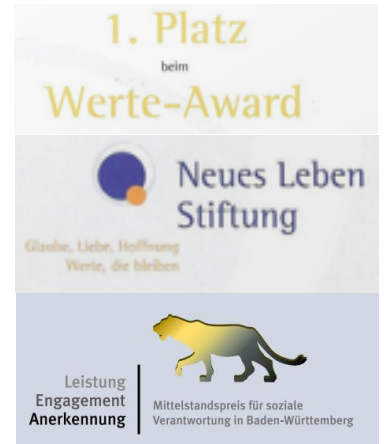 1. Platz
beim
Werte-Award
Neues Leben
Stiftung
Glaube, Liebe, Hoffnung
Werte, die bleiben
Leistung
Engagement
Anerkennung
Mittelstandspreis für soziale
Verantwortung in Baden-Württemberg